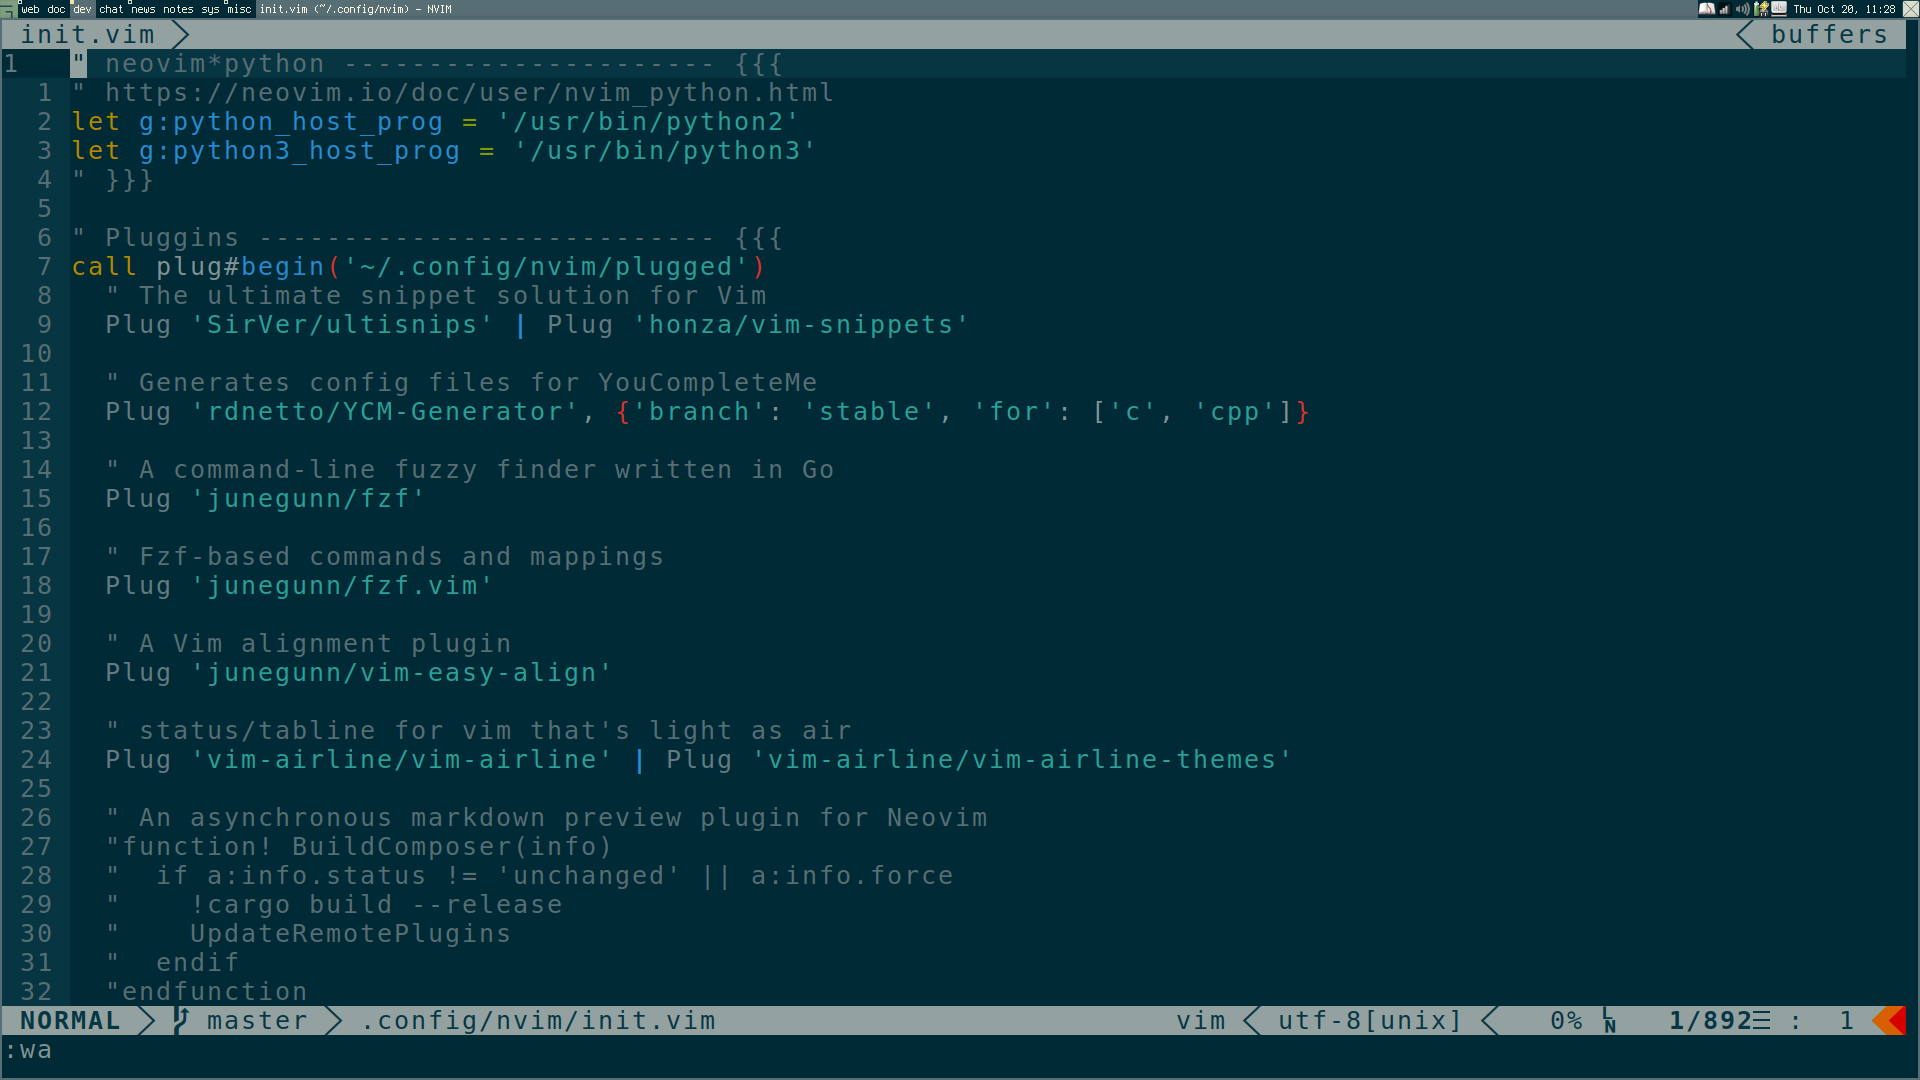 web doc dev chat news notes sys misc init.vim (~/.config/nvim) - NVIM Thu Oct 20, 11:28
init.vim buffers
1 " neovim*python ---------------------- {{{
1 " https://neovim.io/doc/user/nvim_python.html
2 let g:python_host_prog = '/usr/bin/python2'
3 let g:python3_host_prog = '/usr/bin/python3'
4 " }}}
5
6 " Pluggins --------------------------- {{{
7 call plug#begin('~/.config/nvim/plugged')
8 " The ultimate snippet solution for Vim
9 Plug 'SirVer/ultisnips' | Plug 'honza/vim-snippets'
10
11 " Generates config files for YouCompleteMe
12 Plug 'rdnetto/YCM-Generator', {'branch': 'stable', 'for': ['c', 'cpp']}
13
14 " A command-line fuzzy finder written in Go
15 Plug 'junegunn/fzf'
16
17 " Fzf-based commands and mappings
18 Plug 'junegunn/fzf.vim'
19
20 " A Vim alignment plugin
21 Plug 'junegunn/vim-easy-align'
22
23 " status/tabline for vim that's light as air
24 Plug 'vim-airline/vim-airline' | Plug 'vim-airline/vim-airline-themes'
25
26 " An asynchronous markdown preview plugin for Neovim
27 "function! BuildComposer(info)
28 "  if a:info.status != 'unchanged' || a:info.force
29 "    !cargo build --release
30 "    UpdateRemotePlugins
31 "  endif
32 "endfunction
NORMAL master .config/nvim/init.vim vim utf-8[unix] 0% LN 1/892☰ : 1
:wa